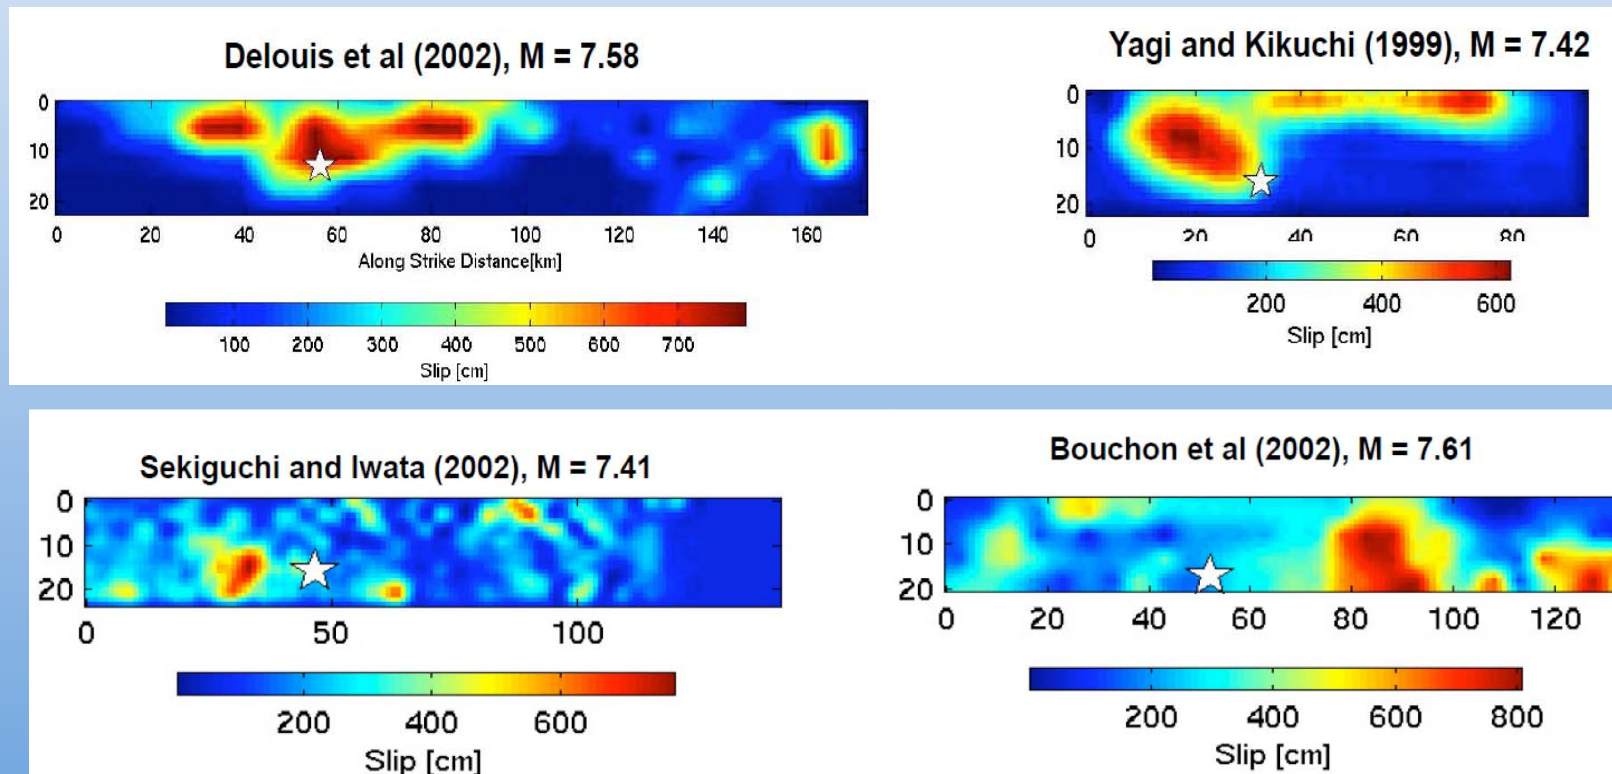 Delouis et al (2002), M = 7.58
0
10
20
0 20 40 60 80 100 120 140 160
Along Strike Distance[km]
100 200 300 400 500 600 700
Slip [cm]
Yagi and Kikuchi (1999), M = 7.42
0
10
20
0 20 40 60 80
200 400 600
Slip [cm]
Sekiguchi and Iwata (2002), M = 7.41
0
10
20
0 50 100
200 400 600
Slip [cm]
Bouchon et al (2002), M = 7.61
0
10
20
0 20 40 60 80 100 120
200 400 600 800
Slip [cm]